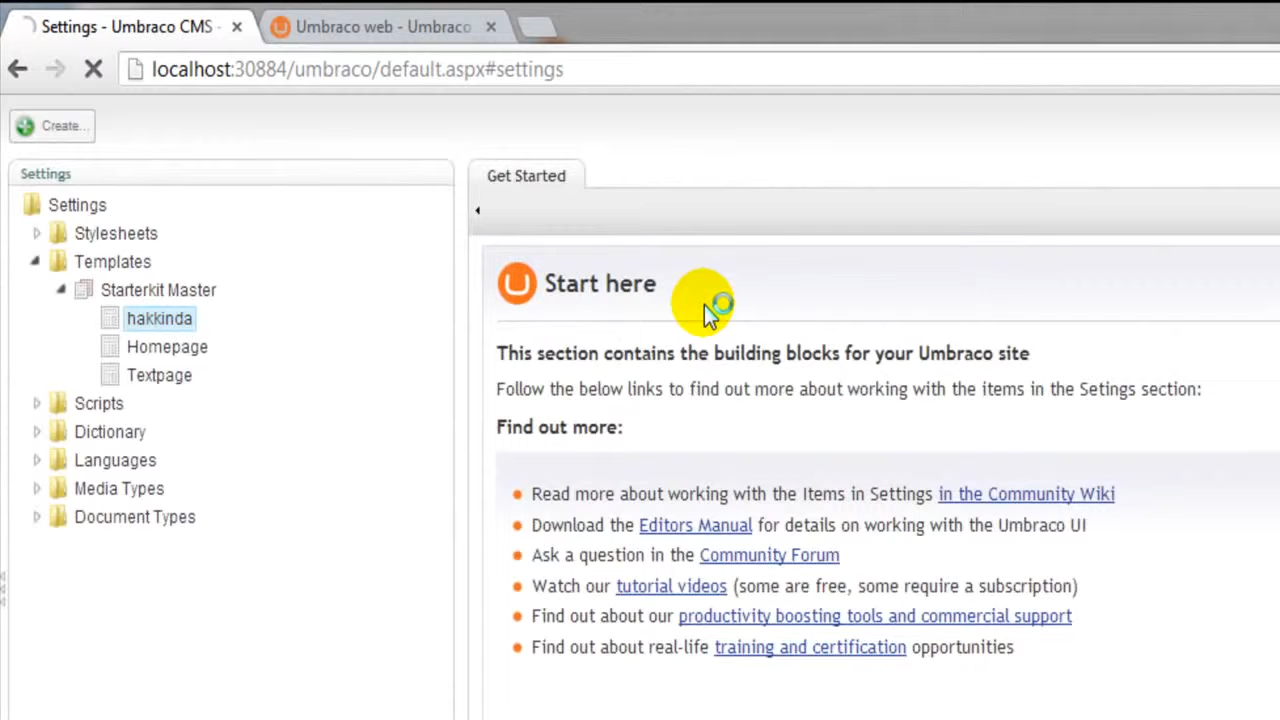 Settings - Umbraco CMS -
Umbraco web - Umbraco
localhost:30884/umbraco/default.aspx#settings
Create...
Settings
Get Started
Settings
Stylesheets
Templates
Starterkit Master
hakkinda
Homepage
Textpage
Scripts
Dictionary
Languages
Media Types
Document Types
Start here
This section contains the building blocks for your Umbraco site
Follow the below links to find out more about working with the items in the Setings section:
Find out more:
Read more about working with the Items in Settings in the Community Wiki
Download the Editors Manual for details on working with the Umbraco UI
Ask a question in the Community Forum
Watch our tutorial videos (some are free, some require a subscription)
Find out about our productivity boosting tools and commercial support
Find out about real-life training and certification opportunities